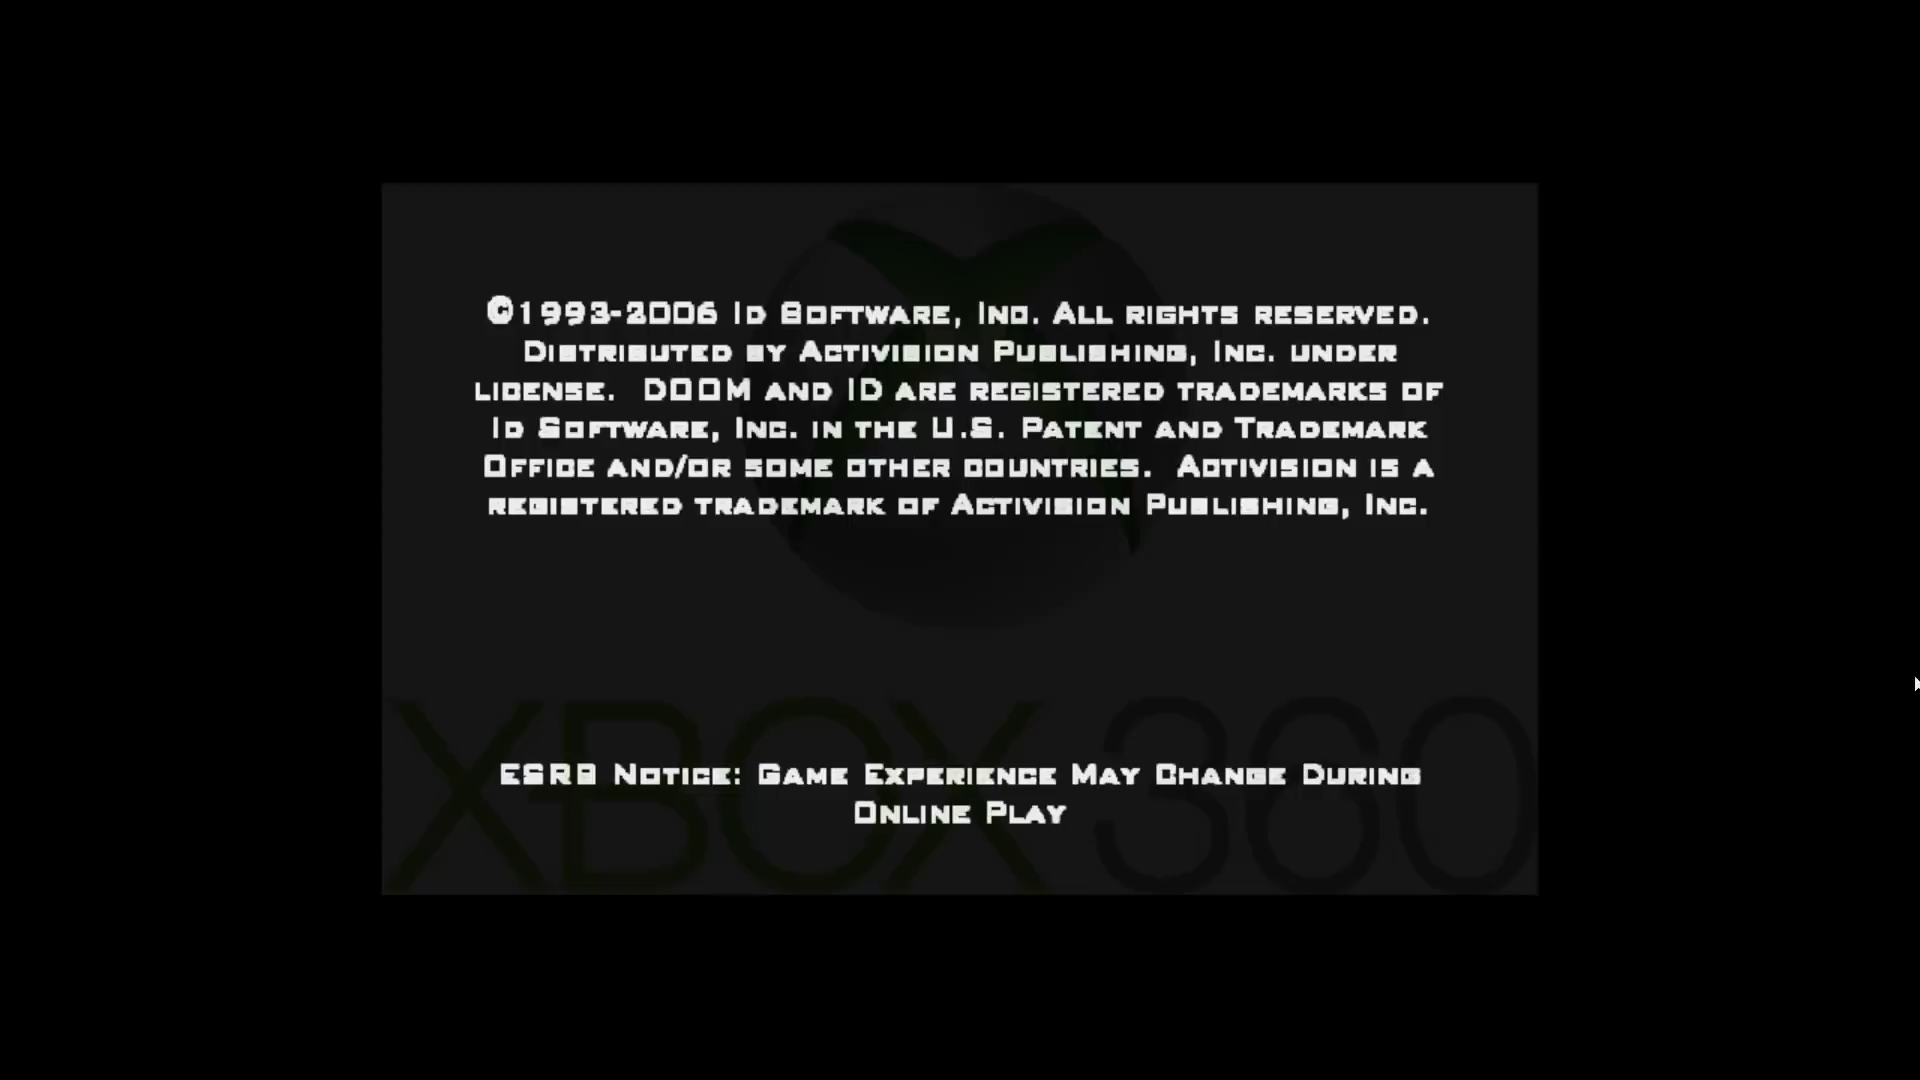 ©1993-2006 Id Software, Inc. All rights reserved.
Distributed by Activision Publishing, Inc. under
license.  DOOM and ID are registered trademarks of
Id Software, Inc. in the U.S. Patent and Trademark
Office and/or some other countries.  Activision is a
registered trademark of Activision Publishing, Inc.
XBOX 360
ESRB Notice: Game Experience May Change During
Online Play